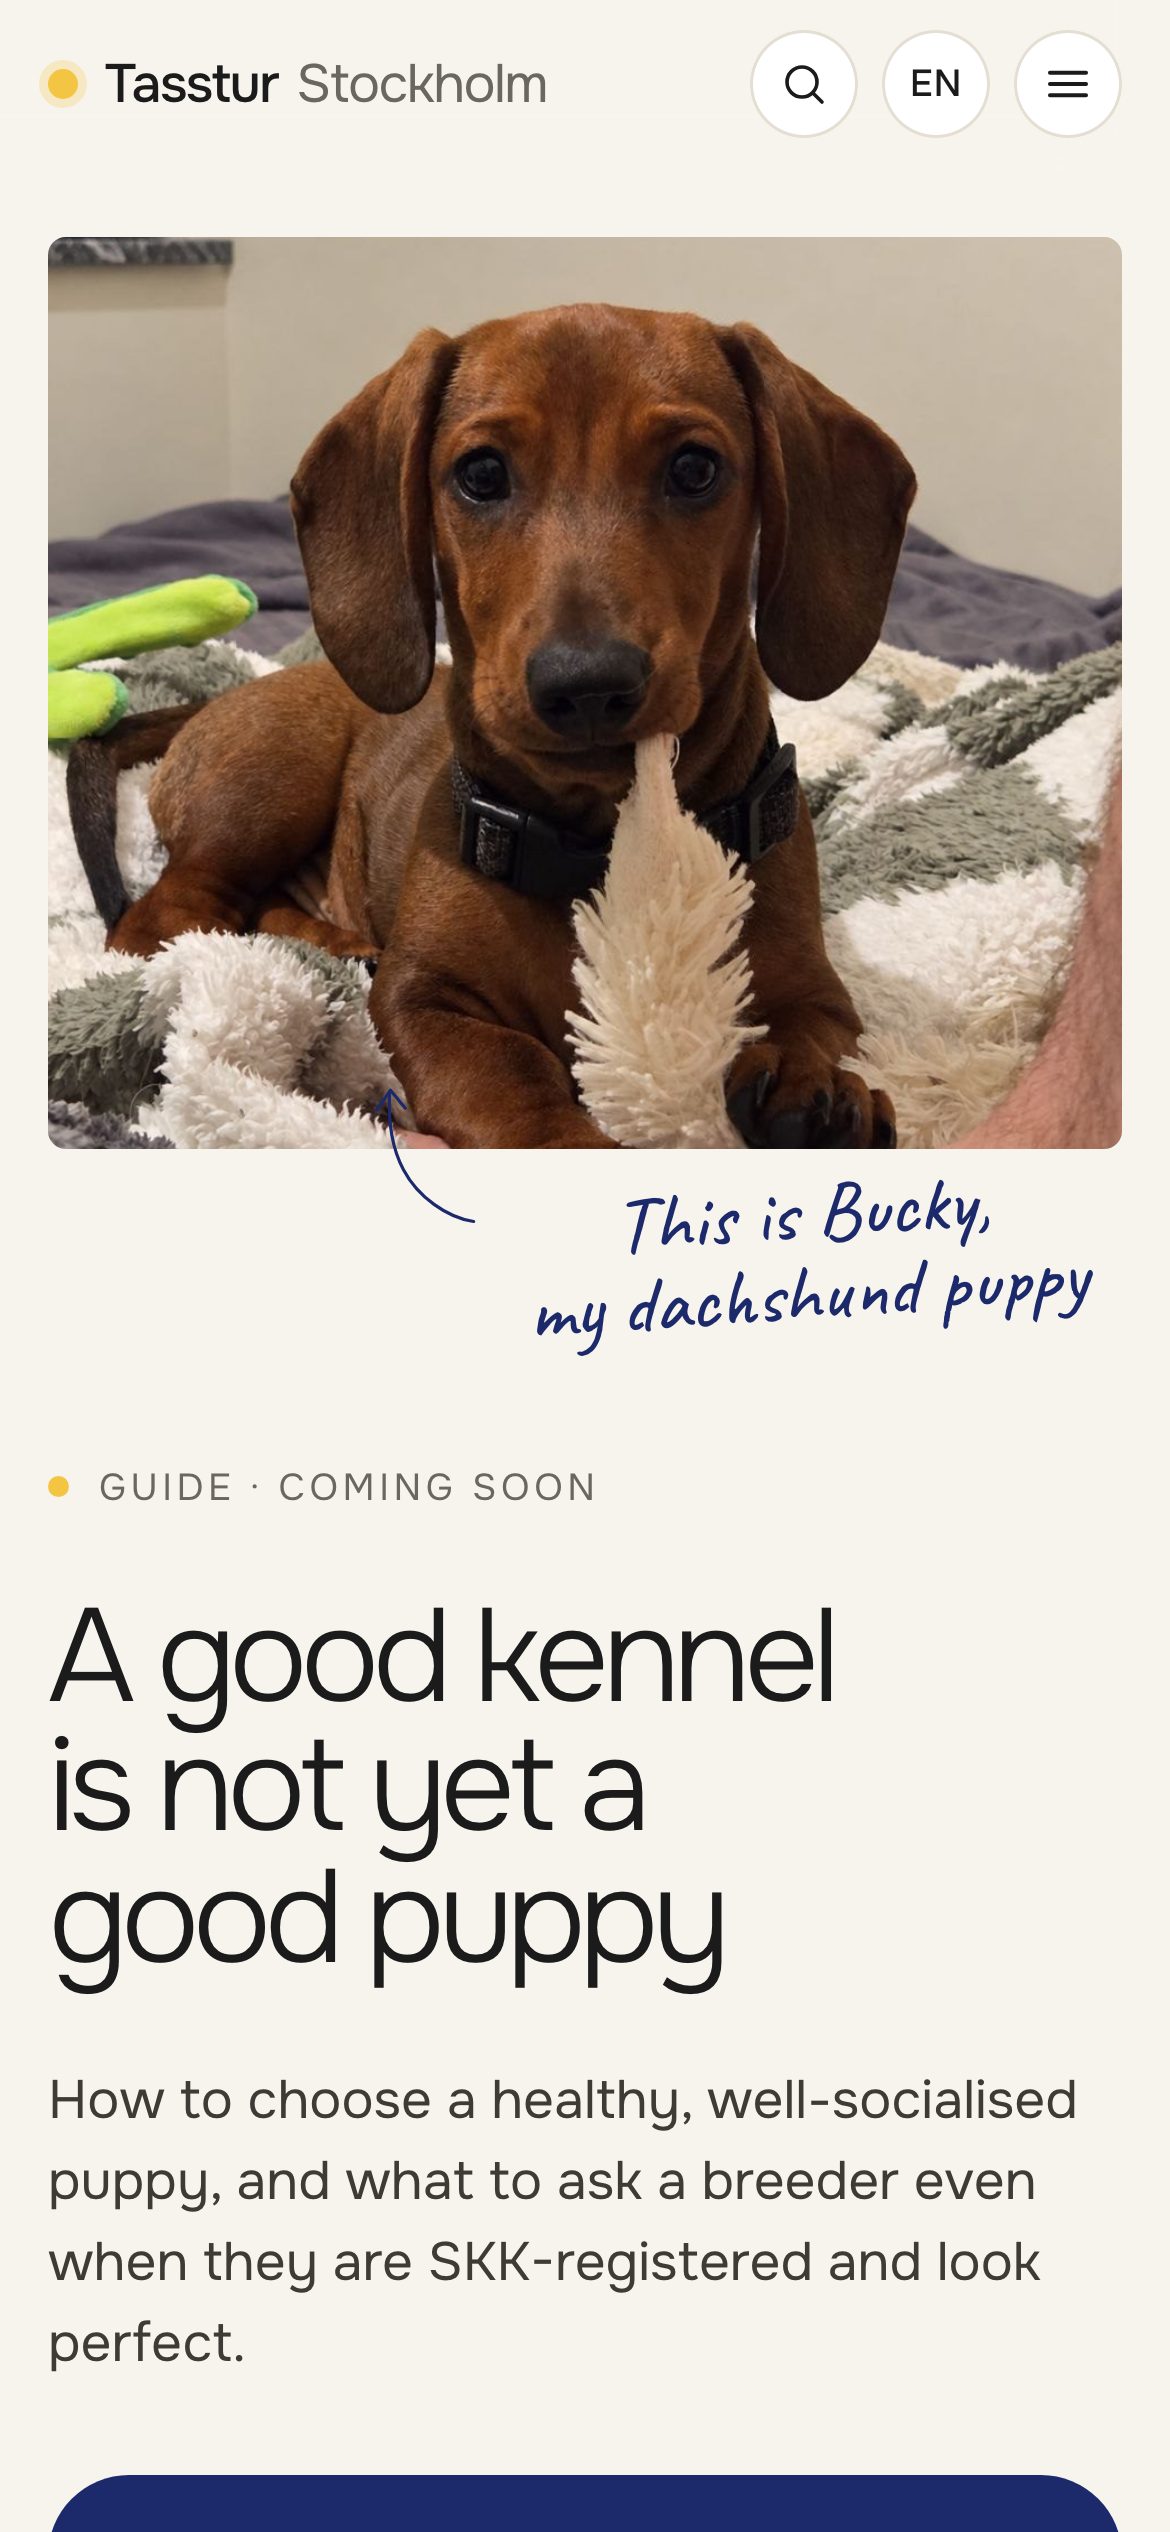 Tasstur Stockholm
EN
This is Bucky,
my dachshund puppy
GUIDE · COMING SOON
A good kennel
is not yet a
good puppy
How to choose a healthy, well-socialised
puppy, and what to ask a breeder even
when they are SKK-registered and look
perfect.